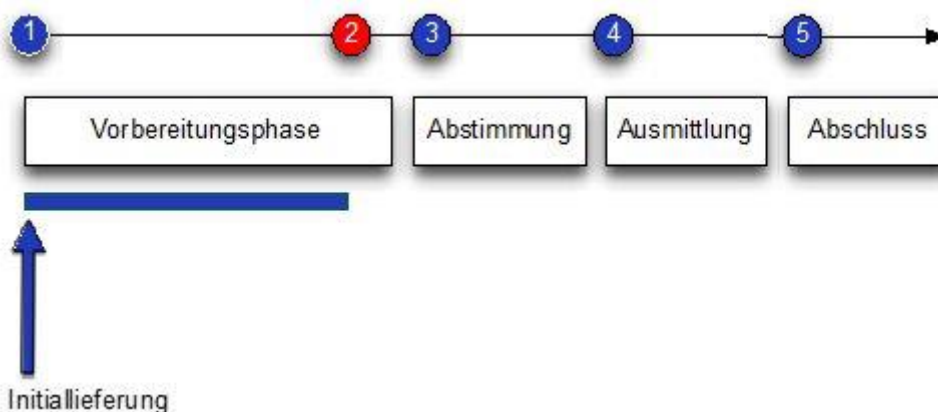 1 2 3 4 5
Vorbereitungsphase Abstimmung Ausmittlung Abschluss
Initiallieferung